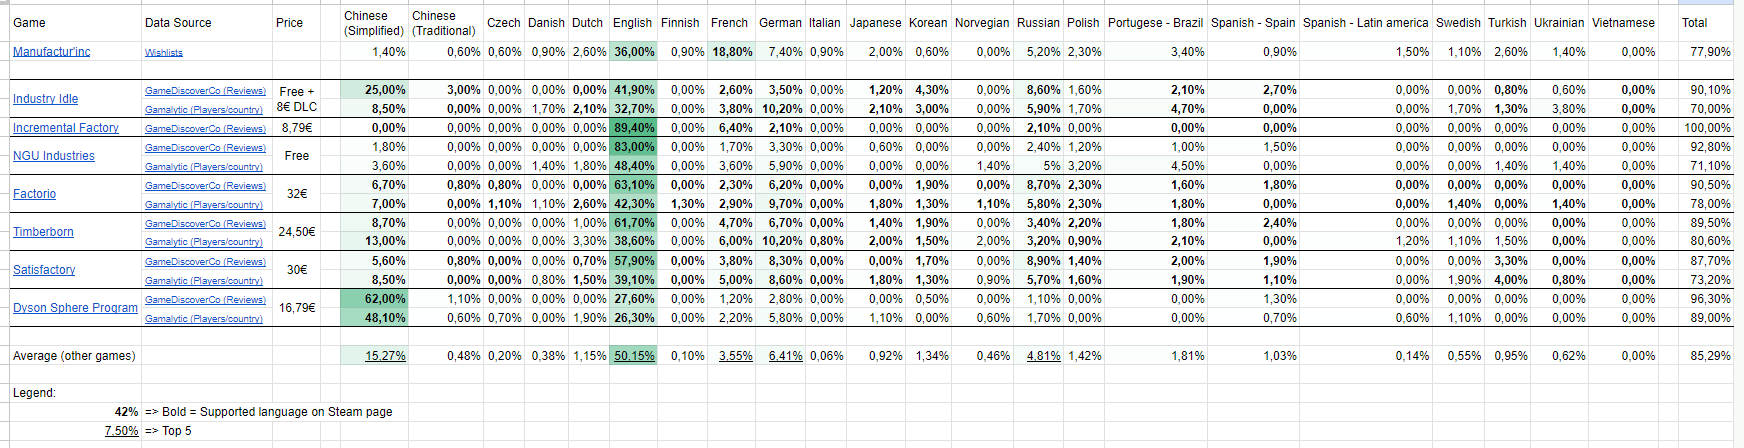 Game Data Source Price Chinese (Simplified) Chinese (Traditional) Czech Danish Dutch English Finnish French German Italian Japanese Korean Norvegian Russian Polish Portugese - Brazil Spanish - Spain Spanish - Latin america Swedish Turkish Ukrainian Vietnamese Total
Manufactur'inc Wishlists 1,40% 0,60% 0,60% 0,90% 2,60% 36,00% 0,90% 18,80% 7,40% 0,90% 2,00% 0,60% 0,00% 5,20% 2,30% 3,40% 0,90% 1,50% 1,10% 2,60% 1,40% 0,00% 77,90%
Industry Idle Free + 8€ DLC
GameDiscoverCo (Reviews) 25,00% 3,00% 0,00% 0,00% 0,00% 41,90% 0,00% 2,60% 3,50% 0,00% 1,20% 4,30% 0,00% 8,60% 1,60% 2,10% 2,70% 0,00% 0,00% 0,80% 0,60% 0,00% 90,10%
Gamalytic (Players/country) 8,50% 0,00% 0,00% 1,70% 2,10% 32,70% 0,00% 3,80% 10,20% 0,00% 2,10% 3,00% 0,00% 5,90% 1,70% 4,70% 0,00% 0,00% 1,70% 1,30% 3,80% 0,00% 70,00%
Incremental Factory GameDiscoverCo (Reviews) 8,79€ 0,00% 0,00% 0,00% 0,00% 0,00% 89,40% 0,00% 6,40% 2,10% 0,00% 0,00% 0,00% 0,00% 2,10% 0,00% 0,00% 0,00% 0,00% 0,00% 0,00% 0,00% 0,00% 100,00%
NGU Industries Free
GameDiscoverCo (Reviews) 1,80% 0,00% 0,00% 0,00% 0,00% 83,00% 0,00% 1,70% 3,30% 0,00% 0,60% 0,00% 0,00% 2,40% 1,20% 1,00% 1,50% 0,00% 0,00% 0,00% 0,00% 0,00% 92,80%
Gamalytic (Players/country) 3,60% 0,00% 0,00% 1,40% 1,80% 48,40% 0,00% 3,60% 5,90% 0,00% 0,00% 0,00% 1,40% 5% 3,20% 4,50% 0,00% 0,00% 0,00% 1,40% 1,40% 0,00% 71,10%
Factorio 32€
GameDiscoverCo (Reviews) 6,70% 0,80% 0,80% 0,00% 0,00% 63,10% 0,00% 2,30% 6,20% 0,00% 0,00% 1,90% 0,00% 8,70% 2,30% 1,60% 1,80% 0,00% 0,00% 0,00% 0,00% 0,00% 90,50%
Gamalytic (Players/country) 7,00% 0,00% 1,10% 1,10% 2,60% 42,30% 1,30% 2,90% 9,70% 0,00% 1,80% 1,30% 1,10% 5,80% 2,30% 1,80% 0,00% 0,00% 1,40% 0,00% 1,40% 0,00% 78,00%
Timberborn 24,50€
GameDiscoverCo (Reviews) 8,70% 0,00% 0,00% 0,00% 1,00% 61,70% 0,00% 4,70% 6,70% 0,00% 1,40% 1,90% 0,00% 3,40% 2,20% 1,80% 2,40% 0,00% 0,00% 0,00% 0,00% 0,00% 89,50%
Gamalytic (Players/country) 13,00% 0,00% 0,00% 0,00% 3,30% 38,60% 0,00% 6,00% 10,20% 0,80% 2,00% 1,50% 2,00% 3,20% 0,90% 2,10% 0,00% 1,20% 1,10% 1,50% 0,00% 0,00% 80,60%
Satisfactory 30€
GameDiscoverCo (Reviews) 5,60% 0,80% 0,00% 0,00% 0,70% 57,90% 0,00% 3,80% 8,30% 0,00% 0,00% 1,70% 0,00% 8,90% 1,40% 2,00% 1,90% 0,00% 0,00% 3,30% 0,00% 0,00% 87,70%
Gamalytic (Players/country) 8,50% 0,00% 0,00% 0,80% 1,50% 39,10% 0,00% 5,00% 8,60% 0,00% 1,80% 1,30% 0,90% 5,70% 1,60% 1,90% 1,10% 0,00% 1,90% 4,00% 0,80% 0,00% 73,20%
Dyson Sphere Program 16,79€
GameDiscoverCo (Reviews) 62,00% 1,10% 0,00% 0,00% 0,00% 27,60% 0,00% 1,20% 2,80% 0,00% 0,00% 0,50% 0,00% 1,10% 0,00% 0,00% 1,30% 0,00% 0,00% 0,00% 0,00% 0,00% 96,30%
Gamalytic (Players/country) 48,10% 0,60% 0,70% 0,00% 1,90% 26,30% 0,00% 2,20% 5,80% 0,00% 1,10% 0,00% 0,60% 1,70% 0,00% 0,00% 0,70% 0,60% 1,10% 0,00% 0,00% 0,00% 89,00%
Average (other games) 15,27% 0,48% 0,20% 0,38% 1,15% 50,15% 0,10% 3,55% 6,41% 0,06% 0,92% 1,34% 0,46% 4,81% 1,42% 1,81% 1,03% 0,14% 0,55% 0,95% 0,62% 0,00% 85,29%
Legend:
42% => Bold = Supported language on Steam page
7,50% => Top 5